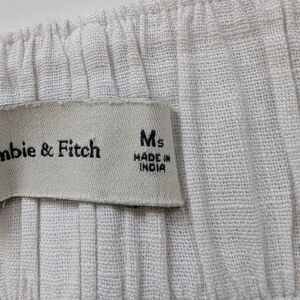 mbie & Fitch
Ms
MADE IN
INDIA